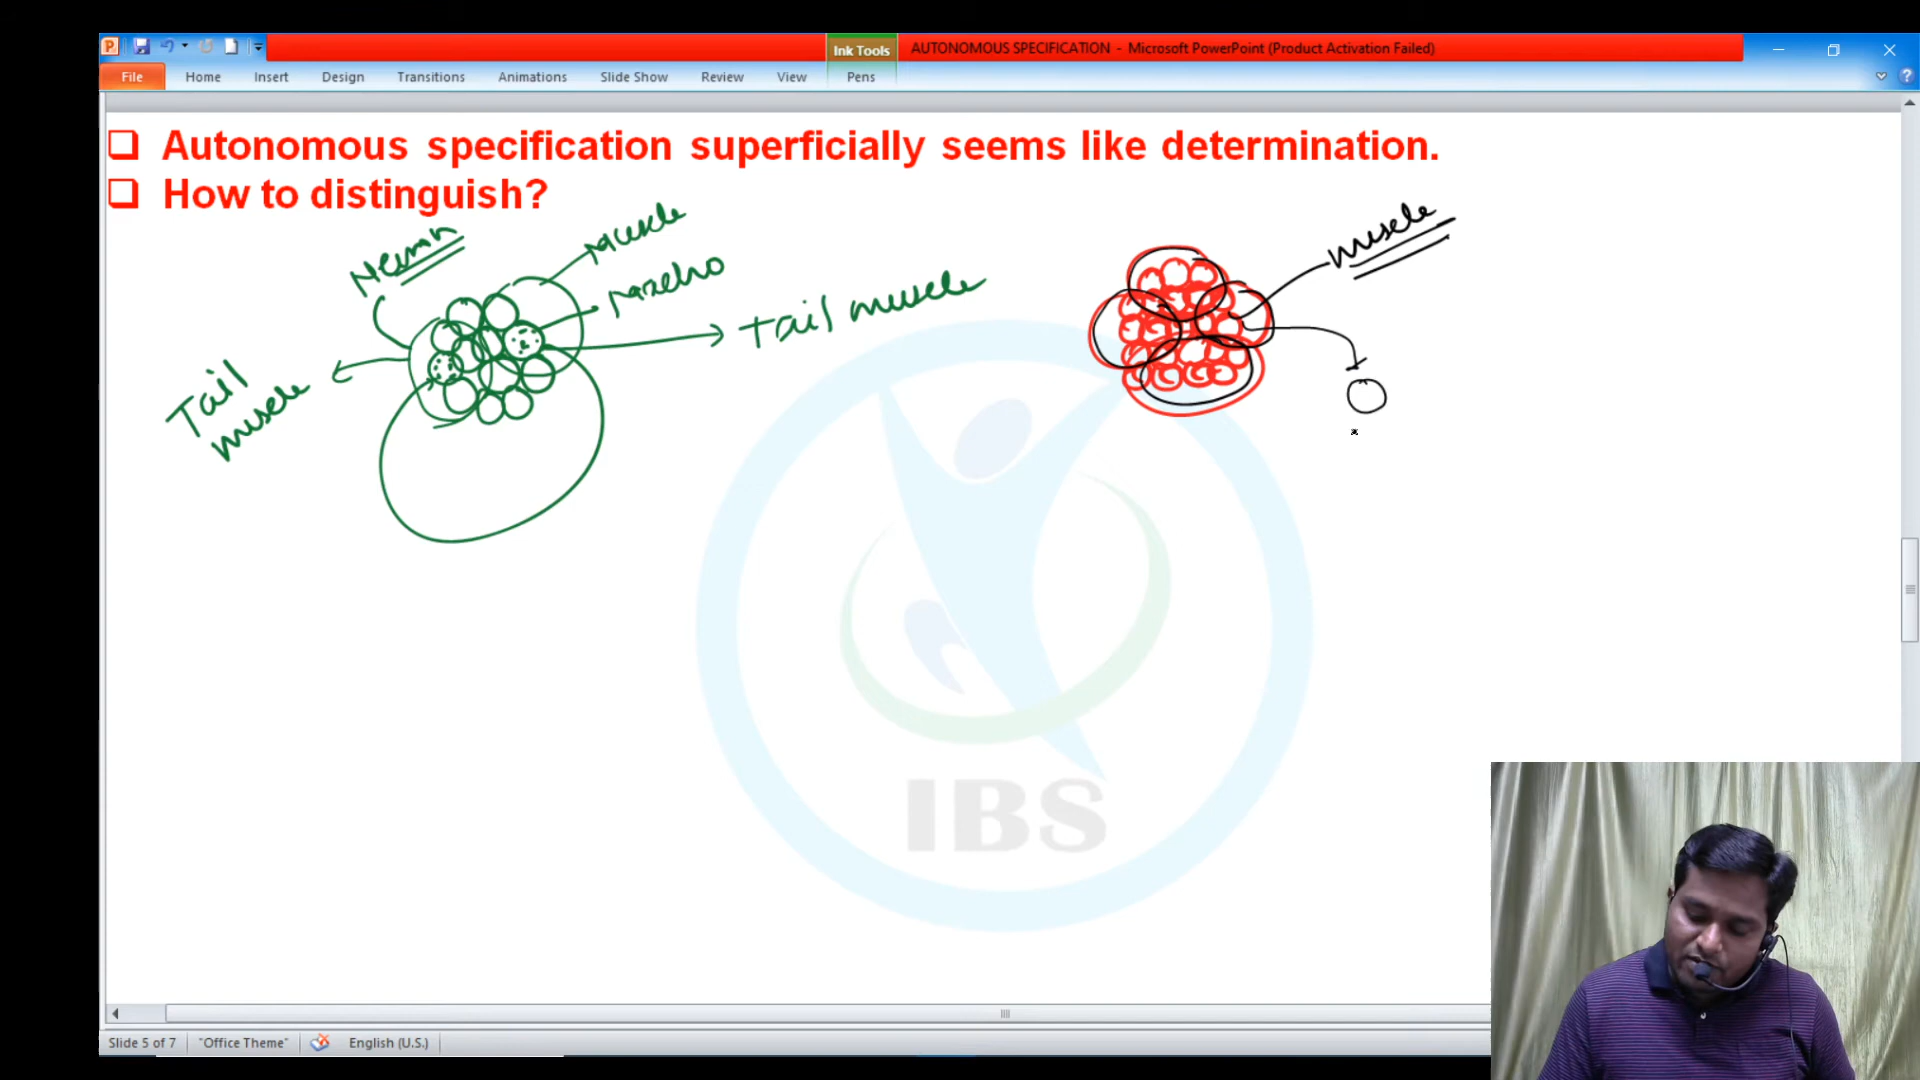 P
Ink Tools
AUTONOMOUS SPECIFICATION - Microsoft PowerPoint (Product Activation Failed)
File Home Insert Design Transitions Animations Slide Show Review View Pens
Autonomous specification superficially seems like determination.
How to distinguish?
muscle
muscle
Tail muscle
Tail
muscle
IBS
Slide 5 of 7 "Office Theme" English (U.S.)